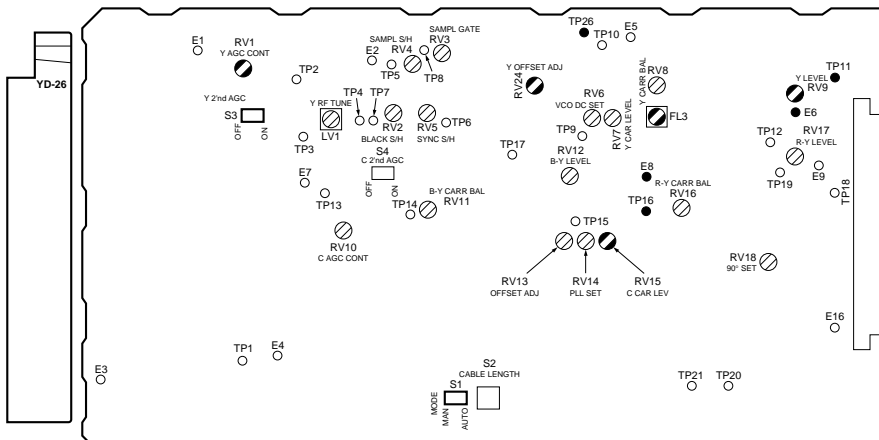 YD-26
E1
RV1
Y AGC CONT
SAMPL S/H
RV4
E2
TP5
SAMPL GATE
RV3
TP8
TP26
TP10
E5
TP2
Y 2'nd AGC
S3
OFF
ON
Y RF TUNE
LV1
TP4
TP7
RV2
BLACK S/H
RV5
SYNC S/H
TP6
Y OFFSET ADJ
RV24
RV6
VCO DC SET
RV7
Y CAR LEVEL
Y CARR BAL
RV8
FL3
Y LEVEL
RV9
TP11
E6
TP3
S4
C 2'nd AGC
OFF
ON
TP17
TP9
RV12
B-Y LEVEL
TP12
RV17
R-Y LEVEL
E7
TP13
TP14
B-Y CARR BAL
RV11
E8
TP16
R-Y CARR BAL
RV16
TP19
E9
TP18
RV10
C AGC CONT
TP15
RV13
OFFSET ADJ
RV14
PLL SET
RV15
C CAR LEV
RV18
90° SET
E16
TP1
E4
E3
S1
MODE
MAN
AUTO
S2
CABLE LENGTH
TP21
TP20